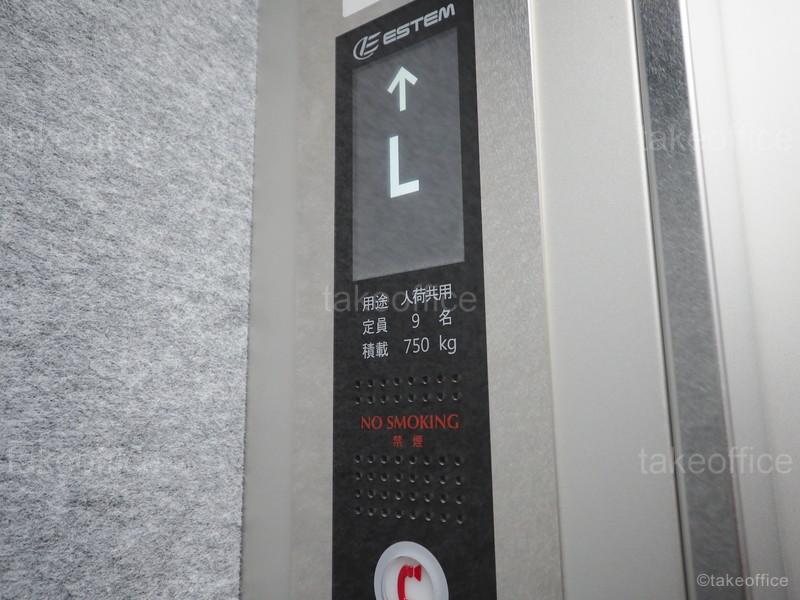 ESTEM
↑
L
用途 人荷共用
定員 9 名
積載 750 kg
NO SMOKING
禁煙
takeoffice
takeoffice
takeoffice
takeoffice
takeoffice
©takeoffice